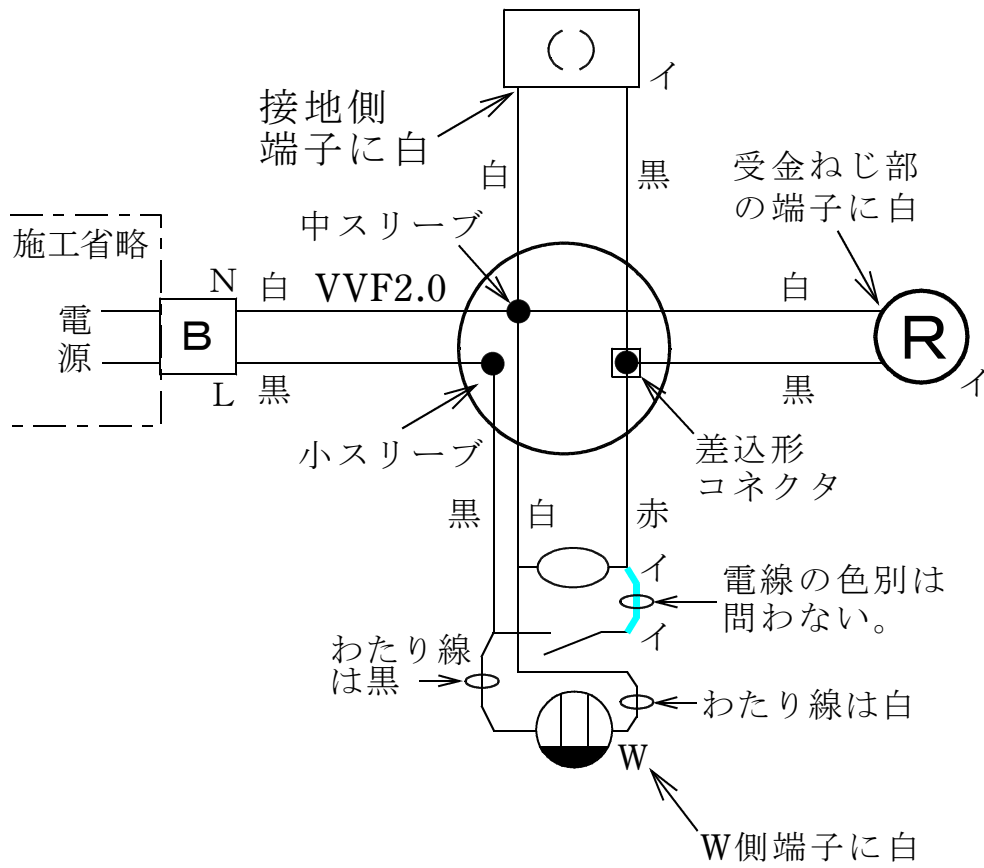 イ
接地側
端子に白
白
黒
受金ねじ部
の端子に白
中スリーブ
施工省略
N
白
VVF2.0
白
電
源
B
R
L
黒
黒
イ
小スリーブ
差込形
コネクタ
黒
白
赤
イ
電線の色別は
問わない。
イ
わたり線
は黒
わたり線は白
W
W側端子に白